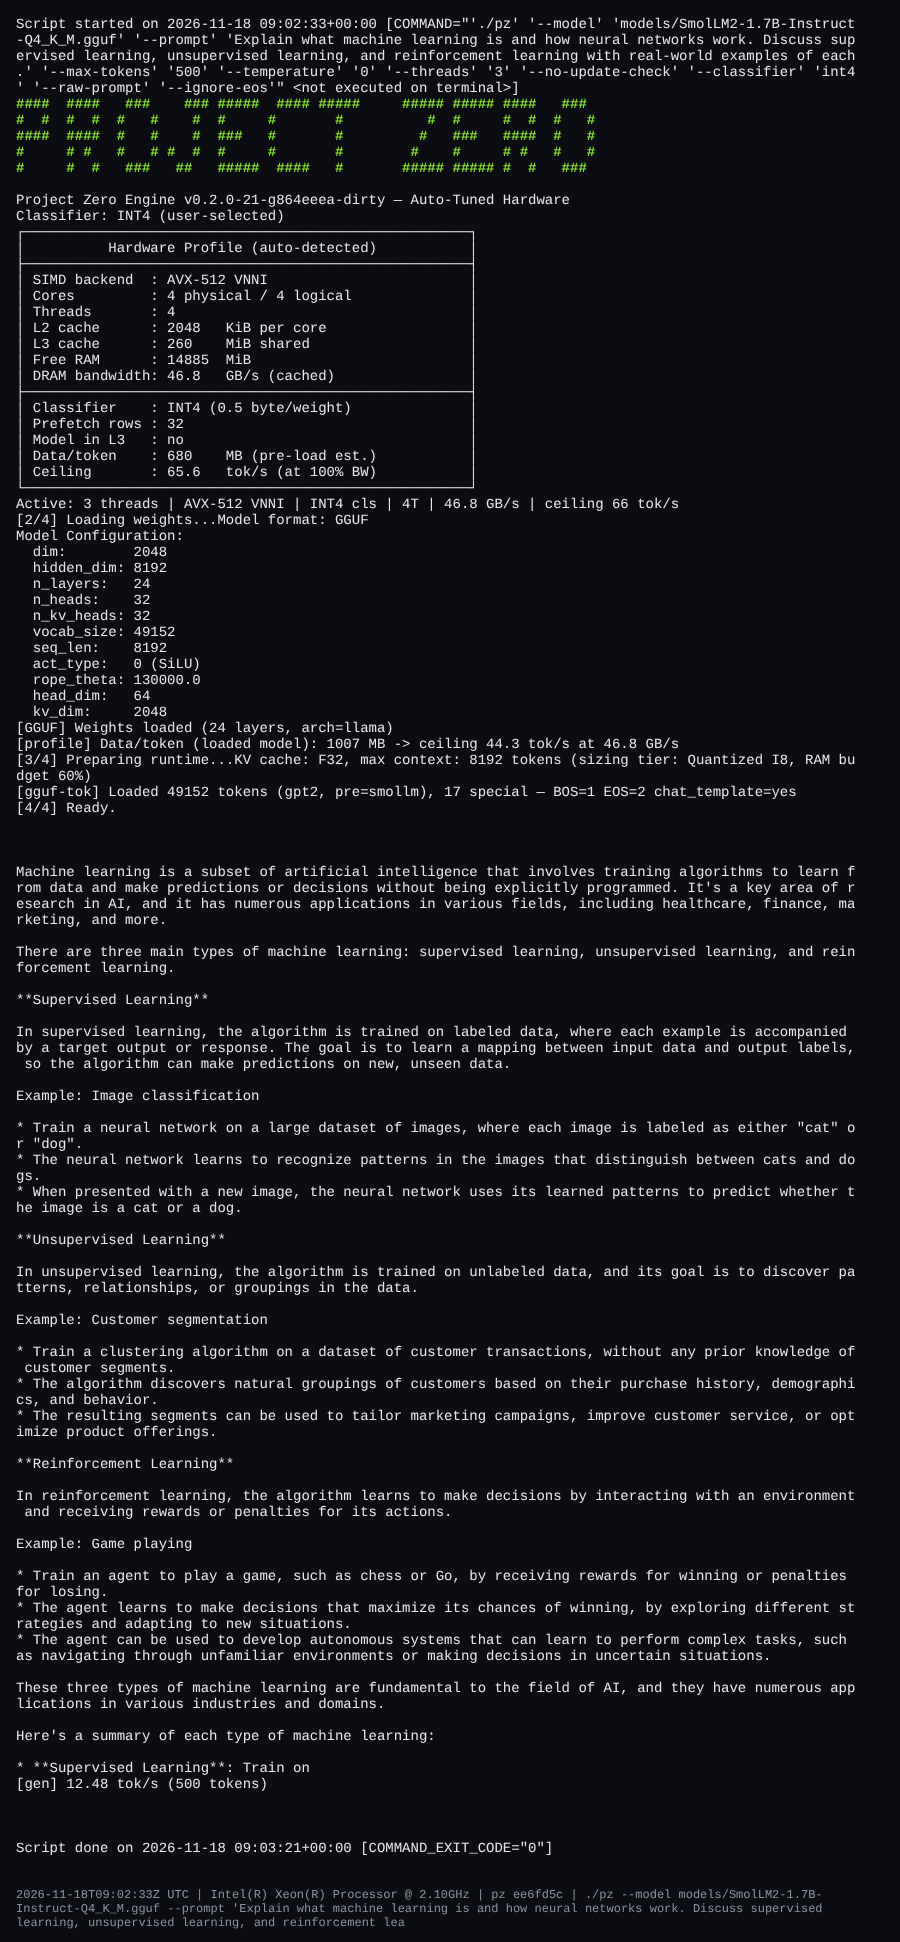 Script started on 2026-11-18 09:02:33+00:00 [COMMAND="'./pz' '--model' 'models/SmolLM2-1.7B-Instruct
-Q4_K_M.gguf' '--prompt' 'Explain what machine learning is and how neural networks work. Discuss sup
ervised learning, unsupervised learning, and reinforcement learning with real-world examples of each
.' '--max-tokens' '500' '--temperature' '0' '--threads' '3' '--no-update-check' '--classifier' 'int4
' '--raw-prompt' '--ignore-eos'" <not executed on terminal>]
PROJECT ZERO
Project Zero Engine v0.2.0-21-g864eeea-dirty — Auto-Tuned Hardware
Classifier: INT4 (user-selected)
Hardware Profile (auto-detected)
SIMD backend  : AVX-512 VNNI
Cores         : 4 physical / 4 logical
Threads       : 4
L2 cache      : 2048   KiB per core
L3 cache      : 260    MiB shared
Free RAM      : 14885  MiB
DRAM bandwidth: 46.8   GB/s (cached)
Classifier    : INT4 (0.5 byte/weight)
Prefetch rows : 32
Model in L3   : no
Data/token    : 680    MB (pre-load est.)
Ceiling       : 65.6   tok/s (at 100% BW)
Active: 3 threads | AVX-512 VNNI | INT4 cls | 4T | 46.8 GB/s | ceiling 66 tok/s
[2/4] Loading weights...Model format: GGUF
Model Configuration:
dim:        2048
hidden_dim: 8192
n_layers:   24
n_heads:    32
n_kv_heads: 32
vocab_size: 49152
seq_len:    8192
act_type:   0 (SiLU)
rope_theta: 130000.0
head_dim:   64
kv_dim:     2048
[GGUF] Weights loaded (24 layers, arch=llama)
[profile] Data/token (loaded model): 1007 MB -> ceiling 44.3 tok/s at 46.8 GB/s
[3/4] Preparing runtime...KV cache: F32, max context: 8192 tokens (sizing tier: Quantized I8, RAM bu
dget 60%)
[gguf-tok] Loaded 49152 tokens (gpt2, pre=smollm), 17 special — BOS=1 EOS=2 chat_template=yes
[4/4] Ready.
Machine learning is a subset of artificial intelligence that involves training algorithms to learn f
rom data and make predictions or decisions without being explicitly programmed. It's a key area of r
esearch in AI, and it has numerous applications in various fields, including healthcare, finance, ma
rketing, and more.
There are three main types of machine learning: supervised learning, unsupervised learning, and rein
forcement learning.
**Supervised Learning**
In supervised learning, the algorithm is trained on labeled data, where each example is accompanied
by a target output or response. The goal is to learn a mapping between input data and output labels,
so the algorithm can make predictions on new, unseen data.
Example: Image classification
* Train a neural network on a large dataset of images, where each image is labeled as either "cat" o
r "dog".
* The neural network learns to recognize patterns in the images that distinguish between cats and do
gs.
* When presented with a new image, the neural network uses its learned patterns to predict whether t
he image is a cat or a dog.
**Unsupervised Learning**
In unsupervised learning, the algorithm is trained on unlabeled data, and its goal is to discover pa
tterns, relationships, or groupings in the data.
Example: Customer segmentation
* Train a clustering algorithm on a dataset of customer transactions, without any prior knowledge of
customer segments.
* The algorithm discovers natural groupings of customers based on their purchase history, demographi
cs, and behavior.
* The resulting segments can be used to tailor marketing campaigns, improve customer service, or opt
imize product offerings.
**Reinforcement Learning**
In reinforcement learning, the algorithm learns to make decisions by interacting with an environment
and receiving rewards or penalties for its actions.
Example: Game playing
* Train an agent to play a game, such as chess or Go, by receiving rewards for winning or penalties
for losing.
* The agent learns to make decisions that maximize its chances of winning, by exploring different st
rategies and adapting to new situations.
* The agent can be used to develop autonomous systems that can learn to perform complex tasks, such
as navigating through unfamiliar environments or making decisions in uncertain situations.
These three types of machine learning are fundamental to the field of AI, and they have numerous app
lications in various industries and domains.
Here's a summary of each type of machine learning:
* **Supervised Learning**: Train on
[gen] 12.48 tok/s (500 tokens)
Script done on 2026-11-18 09:03:21+00:00 [COMMAND_EXIT_CODE="0"]
2026-11-18T09:02:33Z UTC | Intel(R) Xeon(R) Processor @ 2.10GHz | pz ee6fd5c | ./pz --model models/SmolLM2-1.7B-
Instruct-Q4_K_M.gguf --prompt 'Explain what machine learning is and how neural networks work. Discuss supervised
learning, unsupervised learning, and reinforcement lea